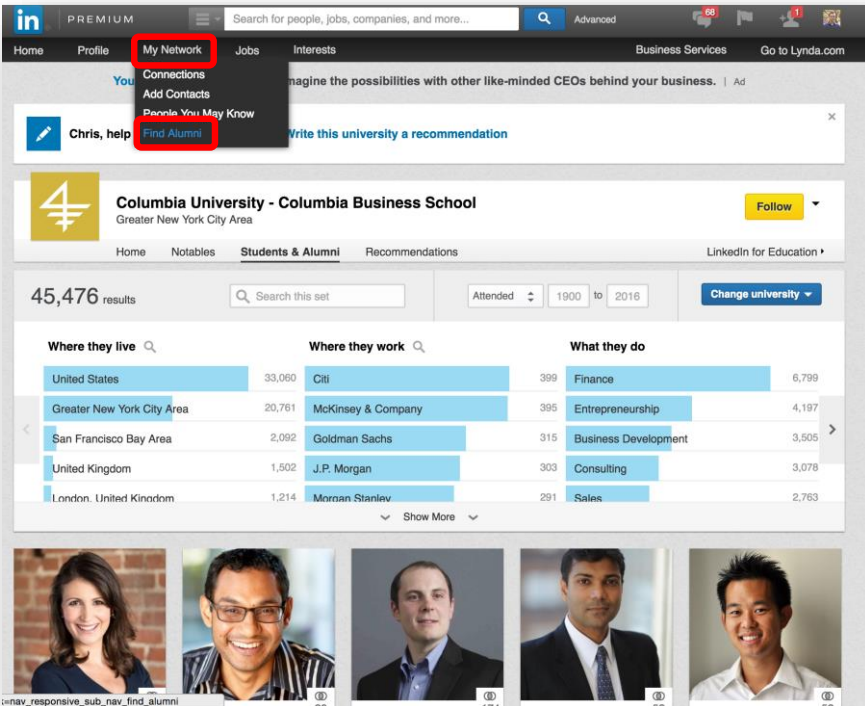 in PREMIUM Search for people, jobs, companies, and more... Advanced 68 1
Home Profile My Network Jobs Interests Business Services Go to Lynda.com
Connections
Add Contacts
People You May Know
Find Alumni
You magine the possibilities with other like-minded CEOs behind your business. | Ad
×
Chris, help Write this university a recommendation
Columbia University - Columbia Business School
Greater New York City Area
Follow
Home Notables Students & Alumni Recommendations LinkedIn for Education
45,476 results Search this set Attended 1900 to 2016 Change university
Where they live Where they work What they do
United States 33,060 Citi 399 Finance 6,799
Greater New York City Area 20,761 McKinsey & Company 395 Entrepreneurship 4,197
San Francisco Bay Area 2,092 Goldman Sachs 315 Business Development 3,505
United Kingdom 1,502 J.P. Morgan 303 Consulting 3,078
London, United Kingdom 1,214 Morgan Stanley 291 Sales 2,763
Show More
:=nav_responsive_sub_nav_find_alumni